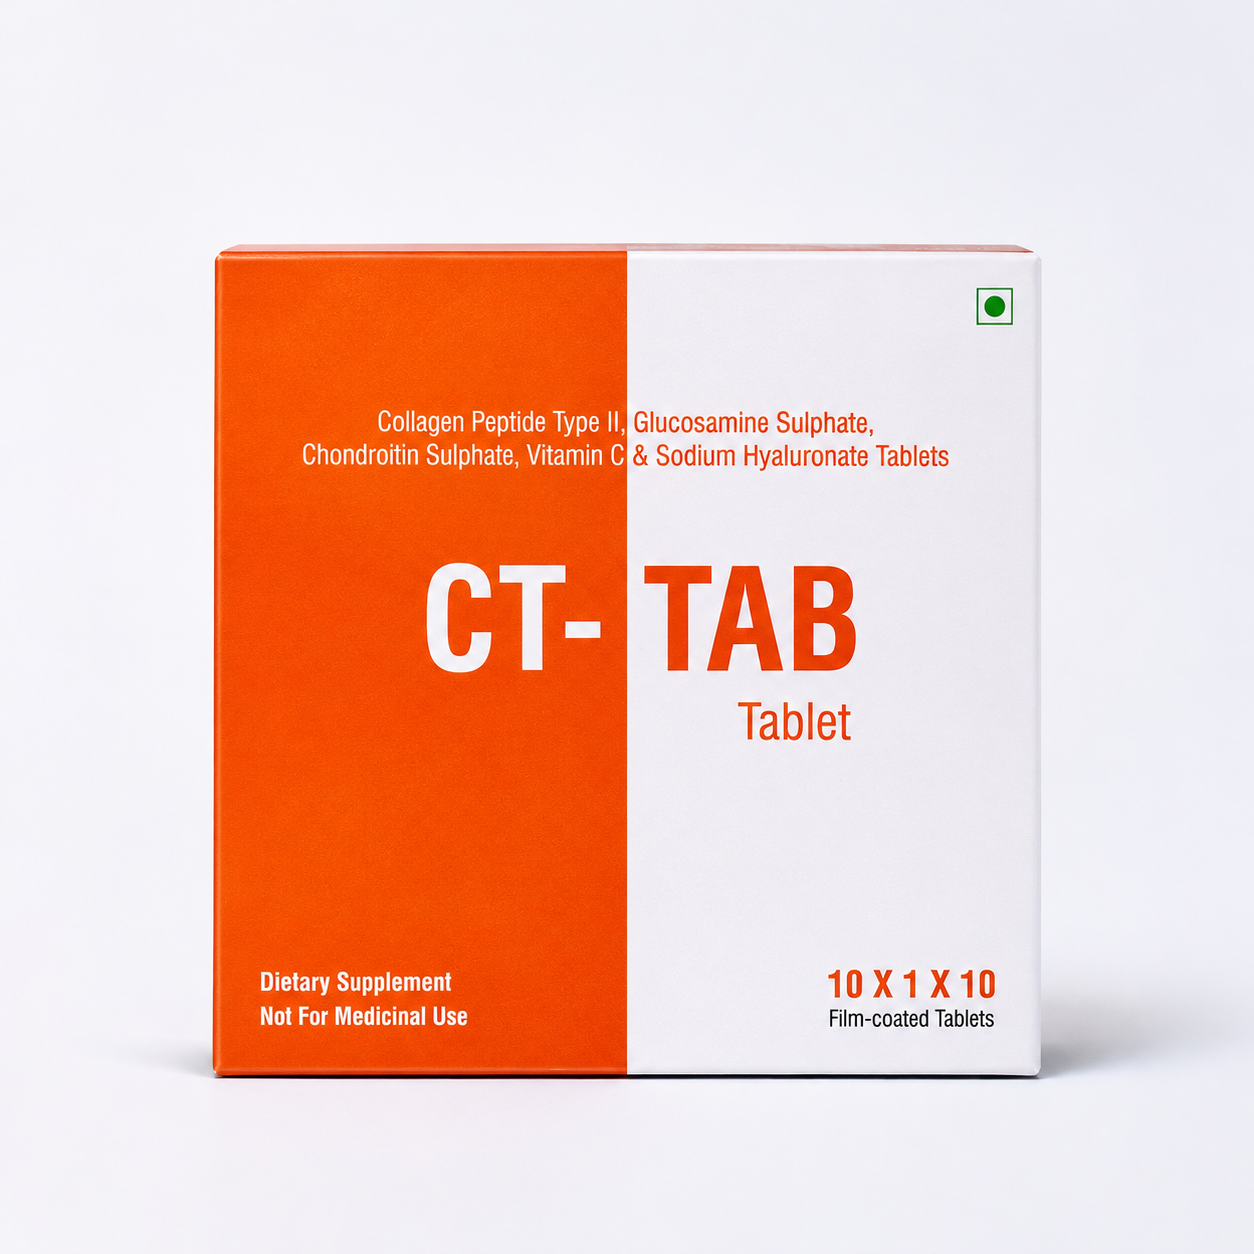 Collagen Peptide Type II, Glucosamine Sulphate,
Chondroitin Sulphate, Vitamin C & Sodium Hyaluronate Tablets
CT- TAB
Tablet
Dietary Supplement
Not For Medicinal Use
10 X 1 X 10
Film-coated Tablets